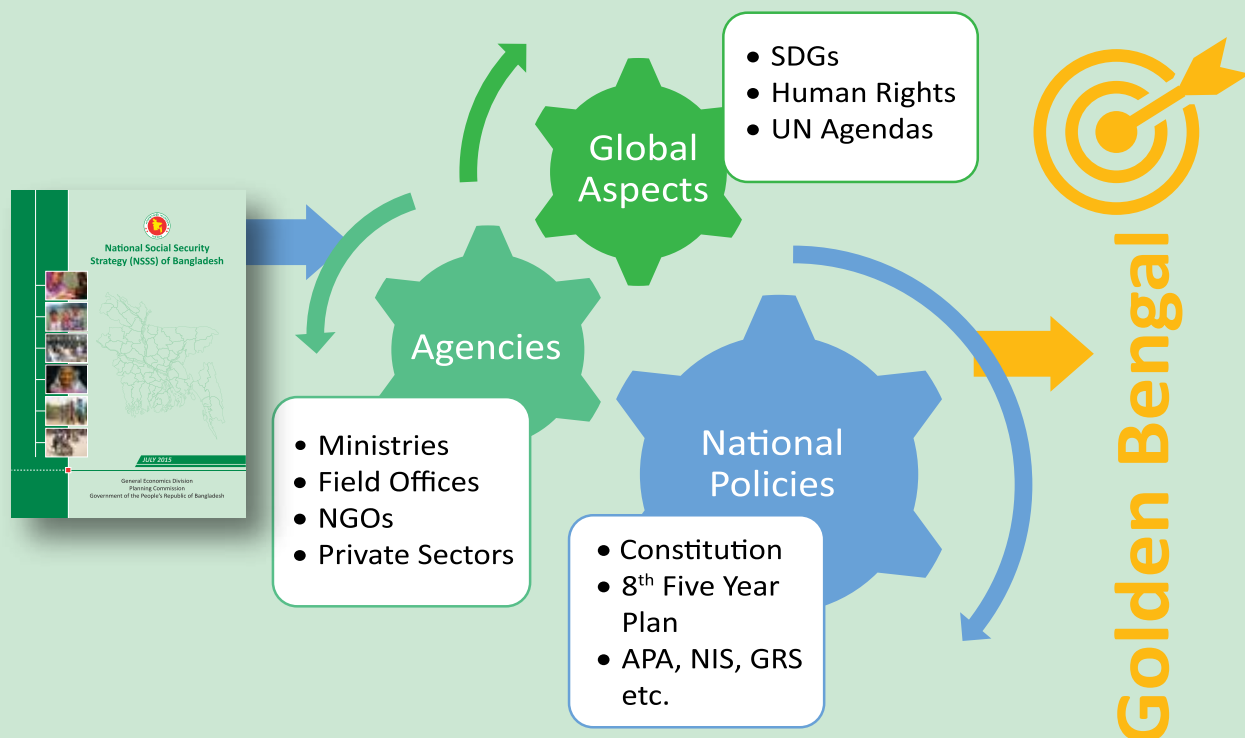 National Social Security
Strategy (NSSS) of Bangladesh
JULY 2015
General Economics Division
Planning Commission
Government of the People's Republic of Bangladesh
Global
Aspects
• SDGs
• Human Rights
• UN Agendas
Agencies
• Ministries
• Field Offices
• NGOs
• Private Sectors
National
Policies
• Constitution
• 8th Five Year
Plan
• APA, NIS, GRS
etc.
Golden Bengal